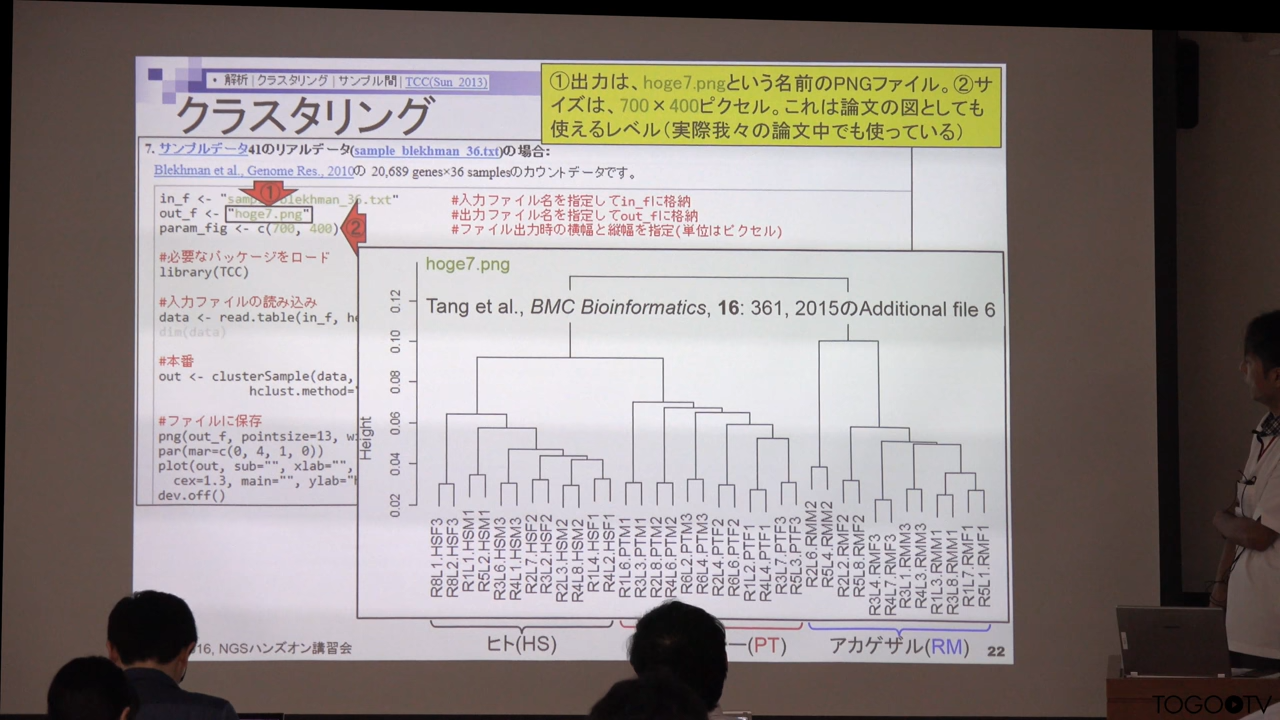 • 解析 | クラスタリング | サンプル間 | TCC(Sun_2013)
クラスタリング
①出力は、hoge7.pngという名前のPNGファイル。②サ
イズは、700×400ピクセル。これは論文の図としても
使えるレベル（実際我々の論文中でも使っている）
7. サンプルデータ41のリアルデータ(sample_blekhman_36.txt)の場合:
Blekhman et al., Genome Res., 2010の 20,689 genes×36 samplesのカウントデータです。
①
in_f <- "sample_blekhman_36.txt" #入力ファイル名を指定してin_fに格納
out_f <- "hoge7.png" #出力ファイル名を指定してout_fに格納
param_fig <- c(700, 400) #ファイル出力時の横幅と縦幅を指定(単位はピクセル)
②
#必要なパッケージをロード
library(TCC)
#入力ファイルの読み込み
data <- read.table(in_f, he
dim(data)
#本番
out <- clusterSample(data,
hclust.method="
#ファイルに保存
png(out_f, pointsize=13, wi
par(mar=c(0, 4, 1, 0))
plot(out, sub="", xlab="",
cex=1.3, main="", ylab="H
dev.off()
hoge7.png
Tang et al., BMC Bioinformatics, 16: 361, 2015のAdditional file 6
Height
0.12
0.10
0.08
0.06
0.04
0.02
R8L1.HSF3
R8L2.HSF3
R1L1.HSM1
R5L2.HSM1
R3L6.HSM3
R4L1.HSM3
R2L7.HSF2
R3L2.HSF2
R2L3.HSM2
R4L8.HSM2
R1L4.HSF1
R4L2.HSF1
R1L6.PTM1
R3L3.PTM1
R2L8.PTM2
R4L6.PTM2
R6L2.PTM3
R6L4.PTM3
R2L4.PTF2
R6L6.PTF2
R1L2.PTF1
R4L4.PTF1
R3L7.PTF3
R5L3.PTF3
R2L6.RMM2
R5L4.RMM2
R2L2.RMF2
R5L8.RMF2
R3L4.RMF3
R4L7.RMF3
R3L1.RMM3
R4L3.RMM3
R1L3.RMM1
R3L8.RMM1
R1L7.RMF1
R5L1.RMF1
ヒト(HS)
ー(PT)
アカゲザル(RM)
16, NGSハンズオン講習会
22
TOGOTV